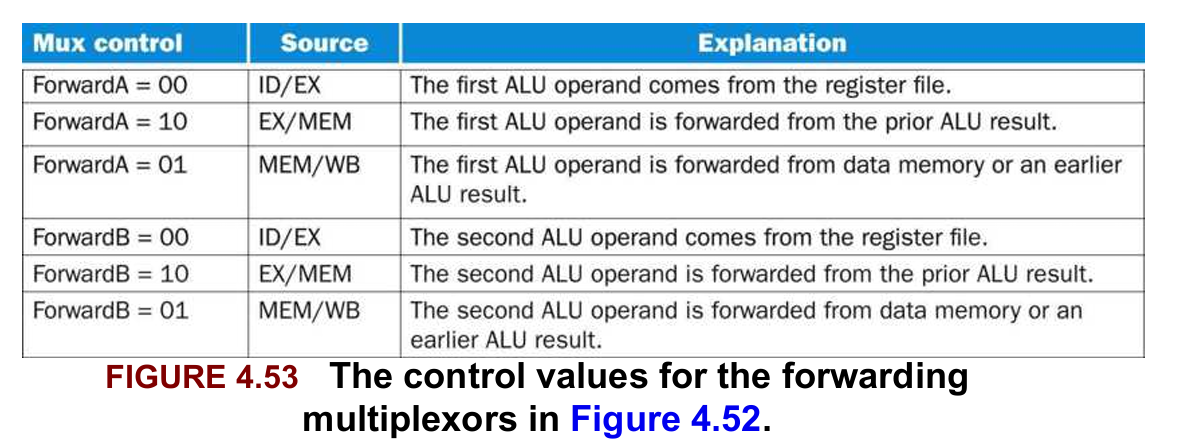 Mux control Source Explanation
ForwardA = 00 ID/EX The first ALU operand comes from the register file.
ForwardA = 10 EX/MEM The first ALU operand is forwarded from the prior ALU result.
ForwardA = 01 MEM/WB The first ALU operand is forwarded from data memory or an earlier
ALU result.
ForwardB = 00 ID/EX The second ALU operand comes from the register file.
ForwardB = 10 EX/MEM The second ALU operand is forwarded from the prior ALU result.
ForwardB = 01 MEM/WB The second ALU operand is forwarded from data memory or an
earlier ALU result.
FIGURE 4.53 The control values for the forwarding
multiplexors in Figure 4.52.